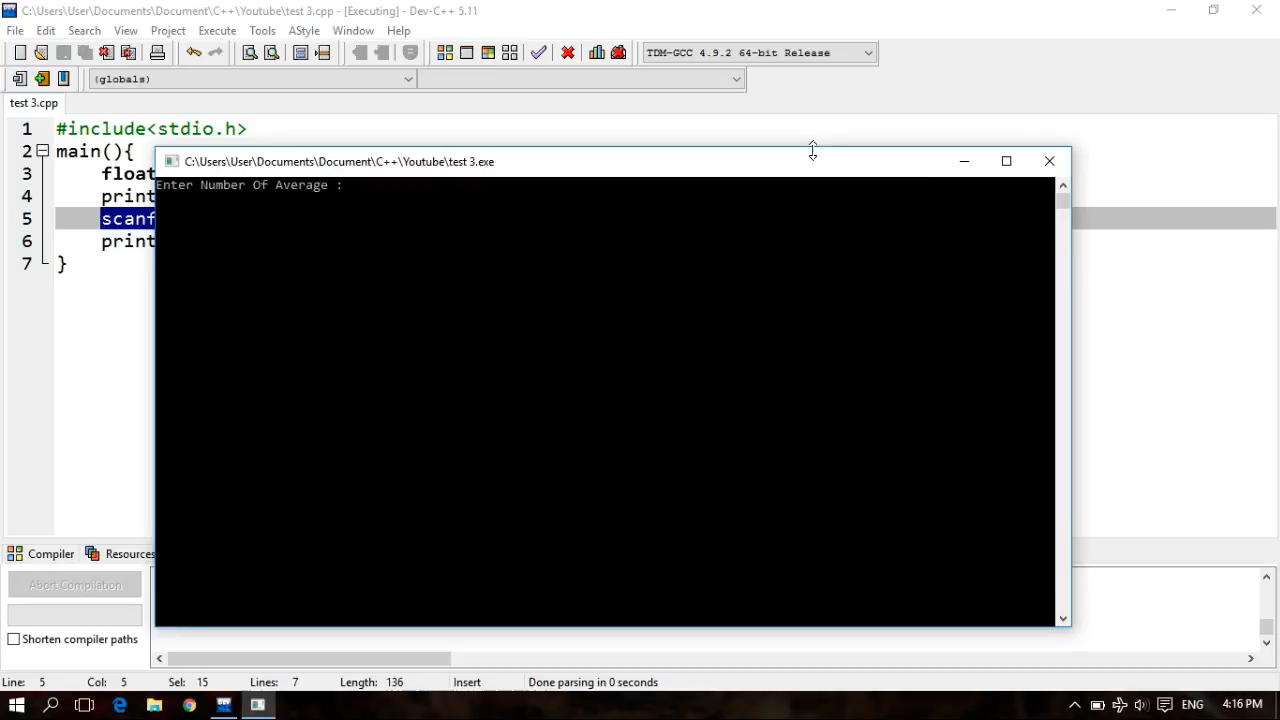 C:\Users\User\Documents\Document\C++\Youtube\test 3.cpp - [Executing] - Dev-C++ 5.11
File Edit Search View Project Execute Tools AStyle Window Help
TDM-GCC 4.9.2 64-bit Release
(globals)
test 3.cpp
1 #include<stdio.h>
2 main(){
3 float
4 print
5 scanf
6 print
7 }
C:\Users\User\Documents\Document\C++\Youtube\test 3.exe
Enter Number Of Average :
Compiler Resources
Abort Compilation
Shorten compiler paths
Line: 5 Col: 5 Sel: 15 Lines: 7 Length: 136 Insert Done parsing in 0 seconds
ENG 4:16 PM